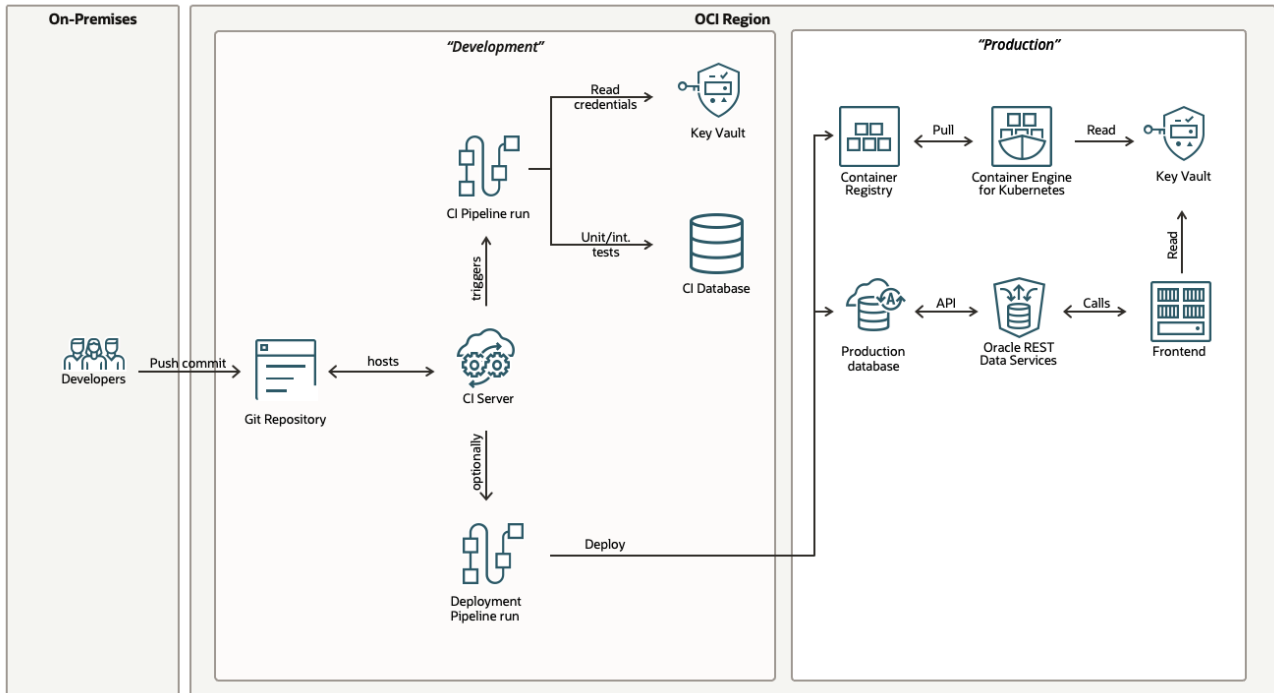 On-Premises
OCI Region
“Development”
“Production”
Read
credentials
Key Vault
CI Pipeline run
Unit/int.
tests
CI Database
triggers
Developers
Push commit
Git Repository
hosts
CI Server
optionally
Deployment
Pipeline run
Deploy
Container
Registry
Pull
Container Engine
for Kubernetes
Read
Key Vault
Read
Production
database
API
Oracle REST
Data Services
Calls
Frontend
A